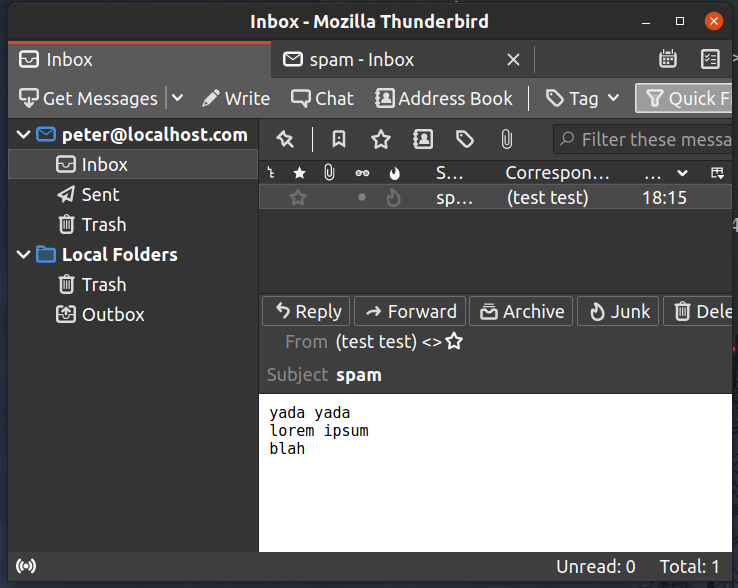 Inbox - Mozilla Thunderbird
Inbox
spam - Inbox
Get Messages
Write
Chat
Address Book
Tag
Quick Fi
peter@localhost.com
Inbox
Sent
Trash
Local Folders
Trash
Outbox
Filter these messa
S...
Correspon...
...
sp...
(test test)
18:15
Reply
Forward
Archive
Junk
Dele
From (test test) <>
Subject spam
yada yada
lorem ipsum
blah
Unread: 0
Total: 1